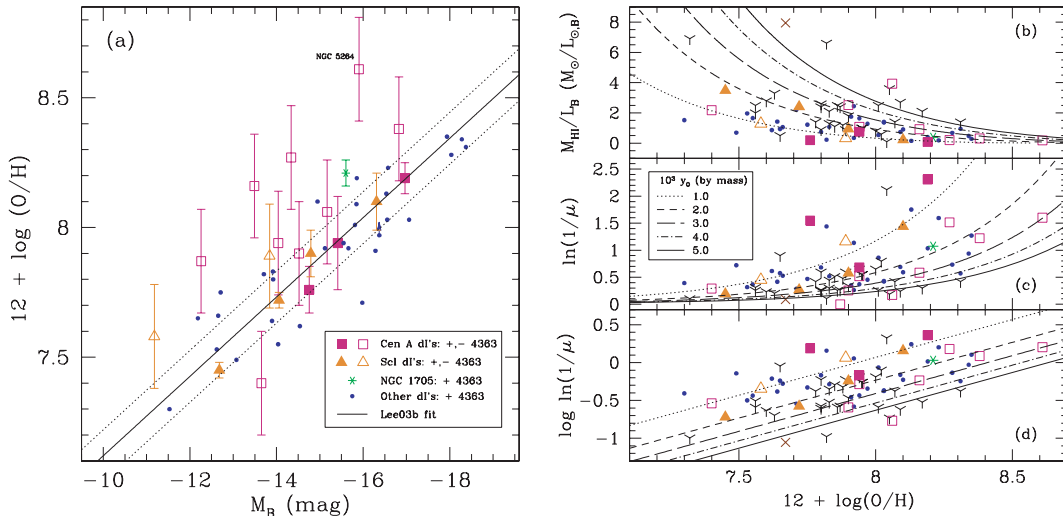 (a)
NGC 5264
8.5
8
7.5
12 + log (O/H)
Cen A dI's: +,− 4363
Scl dI's: +,− 4363
NGC 1705: + 4363
Other dI's: + 4363
Lee03b fit
−10 −12 −14 −16 −18
M_B (mag)
(b)
8
6
4
2
0
M_HI/L_B (M_⊙/L_⊙,B)
10³ y₀ (by mass)
1.0
2.0
3.0
4.0
5.0
2.5
2
1.5
1
0.5
0
ln(1/μ)
(c)
0.5
0.0
−0.5
−1
log ln(1/μ)
(d)
7.5 8 8.5
12 + log(O/H)